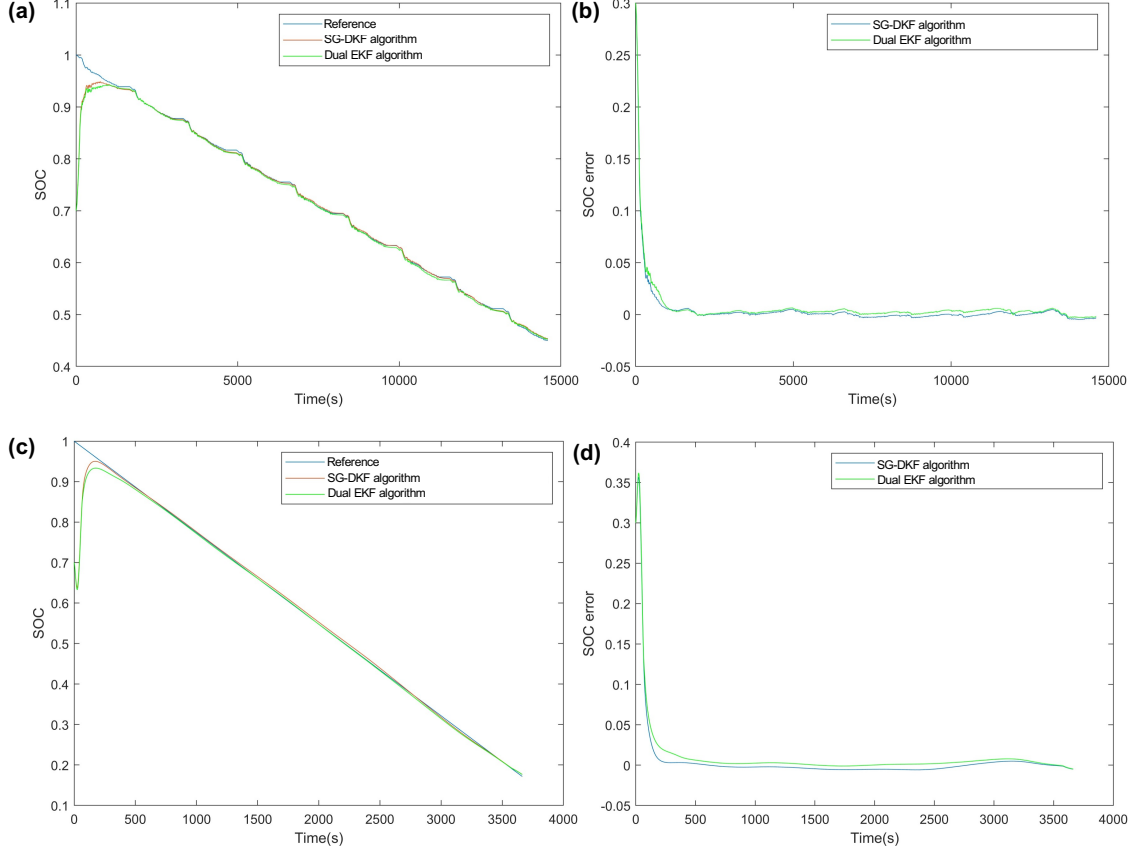 (a)
1.1
1
0.9
0.8
0.7
0.6
0.5
0.4
SOC
0
5000
10000
15000
Time(s)
Reference
SG-DKF algorithm
Dual EKF algorithm
(b)
0.3
0.25
0.2
0.15
0.1
0.05
0
-0.05
SOC error
0
5000
10000
15000
Time(s)
SG-DKF algorithm
Dual EKF algorithm
(c)
1
0.9
0.8
0.7
0.6
0.5
0.4
0.3
0.2
0.1
SOC
0
500
1000
1500
2000
2500
3000
3500
4000
Time(s)
Reference
SG-DKF algorithm
Dual EKF algorithm
(d)
0.4
0.35
0.3
0.25
0.2
0.15
0.1
0.05
0
-0.05
SOC error
0
500
1000
1500
2000
2500
3000
3500
4000
Time(s)
SG-DKF algorithm
Dual EKF algorithm